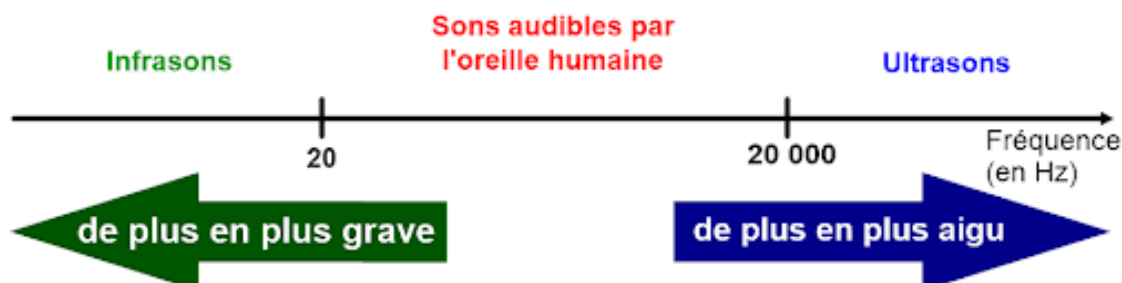 Sons audibles par
l'oreille humaine
Infrasons
Ultrasons
20
20 000
Fréquence
(en Hz)
de plus en plus grave
de plus en plus aigu